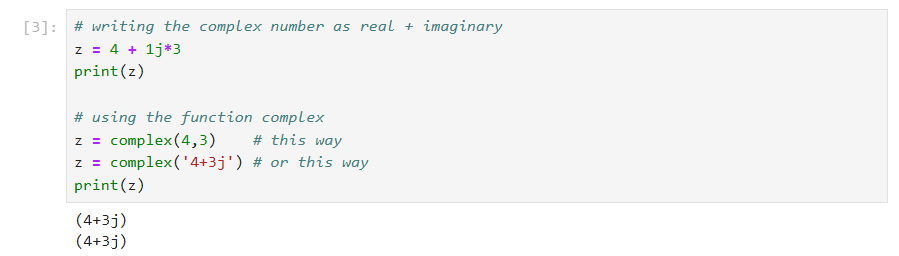 [3]: # writing the complex number as real + imaginary
z = 4 + 1j*3
print(z)
# using the function complex
z = complex(4,3)    # this way
z = complex('4+3j') # or this way
print(z)
(4+3j)
(4+3j)